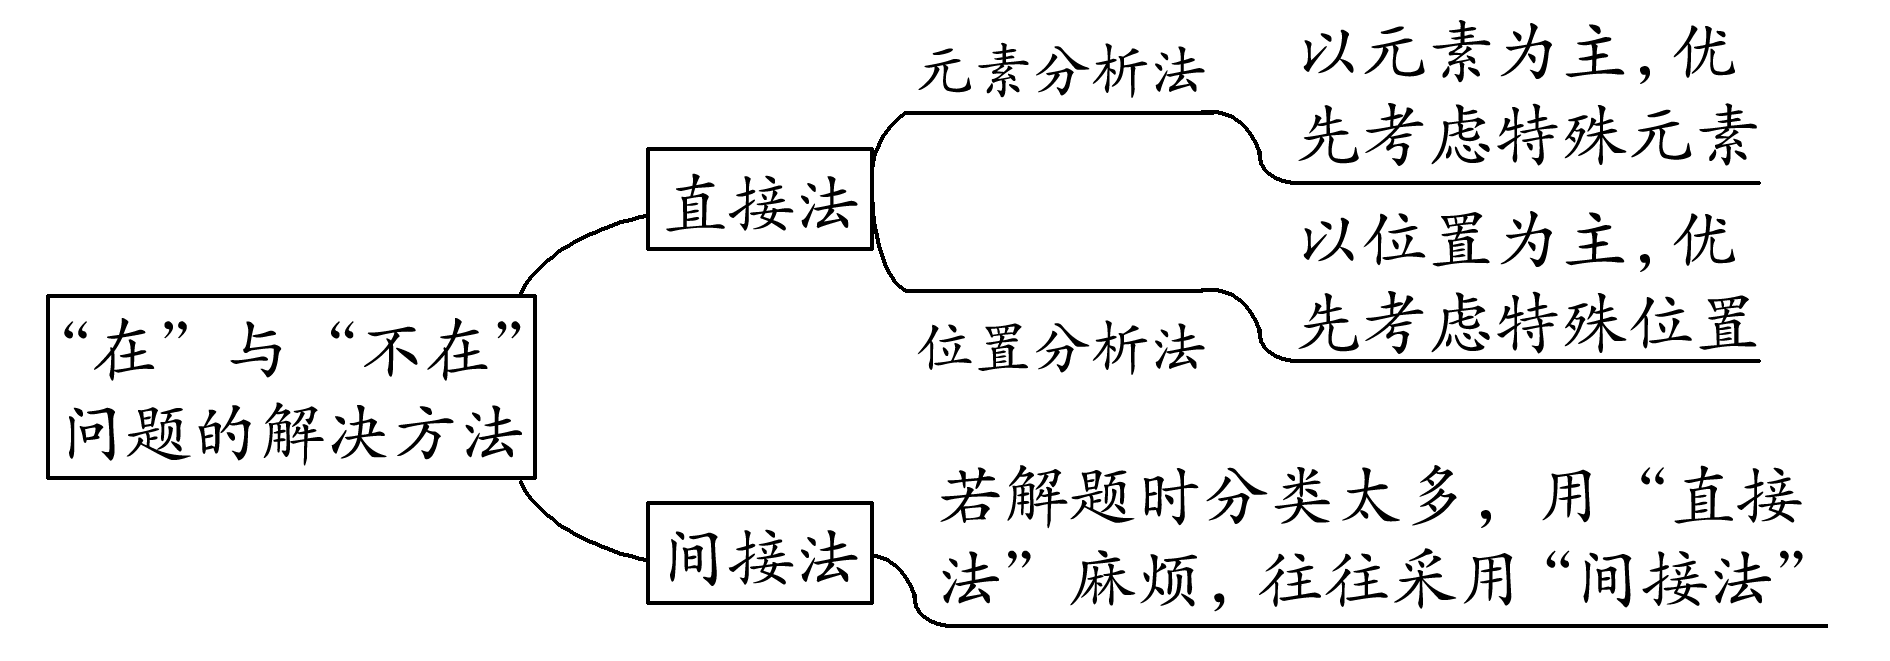 “在”与“不在”
问题的解决方法
直接法
元素分析法
以元素为主,优
先考虑特殊元素
位置分析法
以位置为主,优
先考虑特殊位置
间接法
若解题时分类太多,用“直接
法”麻烦,往往采用“间接法”